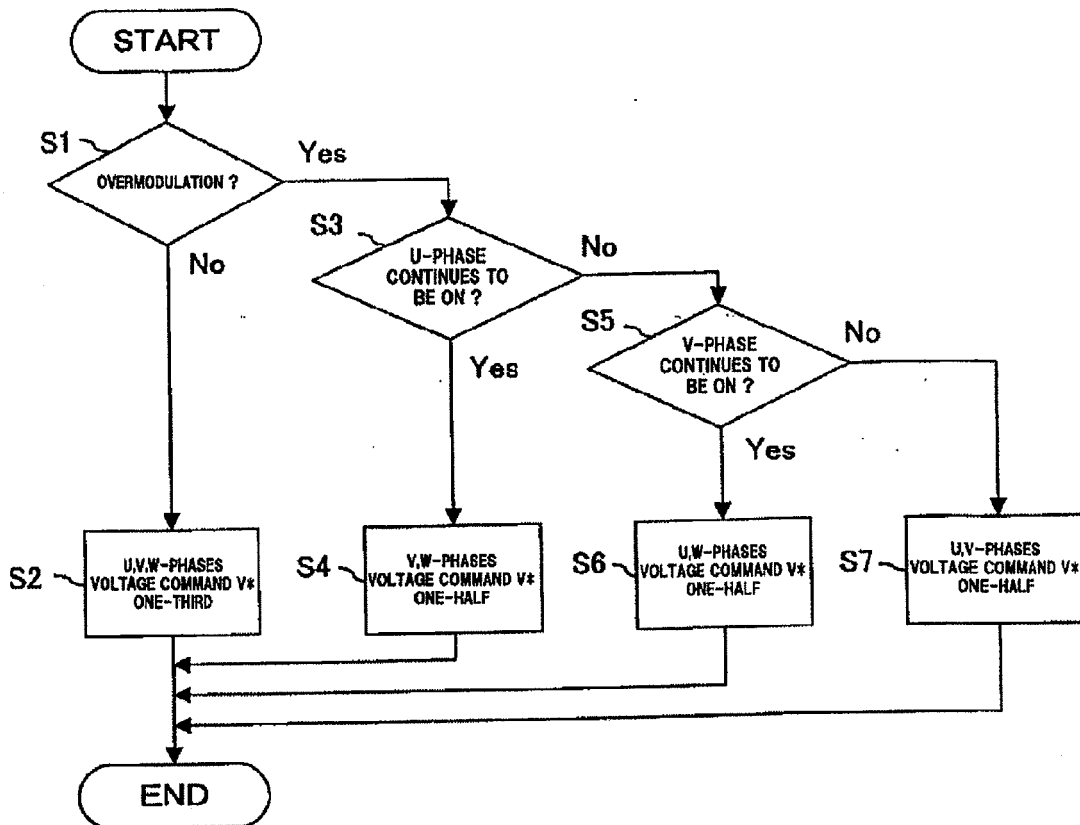 START
S1
OVERMODULATION ?
Yes
No
S3
U-PHASE
CONTINUES TO
BE ON ?
No
Yes
S5
V-PHASE
CONTINUES TO
BE ON ?
No
Yes
S2
U,V,W-PHASES
VOLTAGE COMMAND V*
ONE-THIRD
S4
V,W-PHASES
VOLTAGE COMMAND V*
ONE-HALF
S6
U,W-PHASES
VOLTAGE COMMAND V*
ONE-HALF
S7
U,V-PHASES
VOLTAGE COMMAND V*
ONE-HALF
END